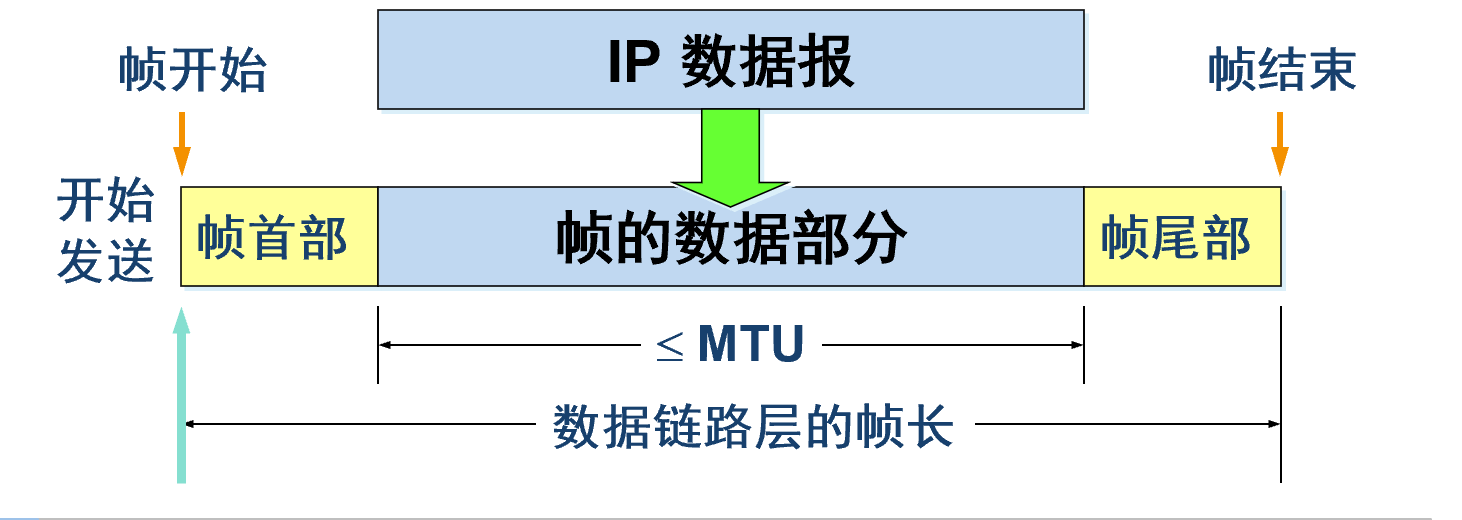 IP 数据报
帧开始
帧结束
开始
发送
帧首部
帧的数据部分
帧尾部
≤ MTU
数据链路层的帧长